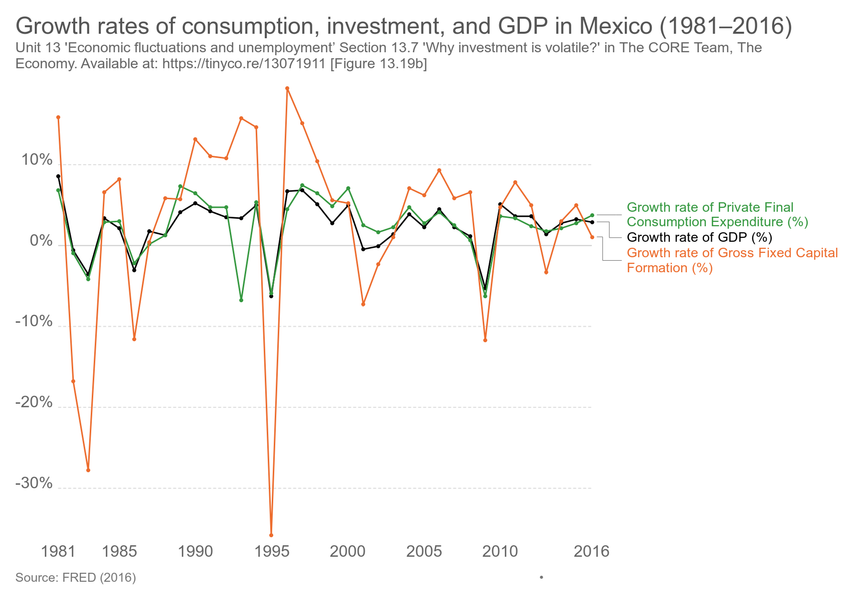 Growth rates of consumption, investment, and GDP in Mexico (1981–2016)
Unit 13 'Economic fluctuations and unemployment' Section 13.7 'Why investment is volatile?' in The CORE Team, The
Economy. Available at: https://tinyco.re/13071911 [Figure 13.19b]
10%
0%
-10%
-20%
-30%
Growth rate of Private Final
Consumption Expenditure (%)
Growth rate of GDP (%)
Growth rate of Gross Fixed Capital
Formation (%)
1981 1985 1990 1995 2000 2005 2010 2016
Source: FRED (2016)